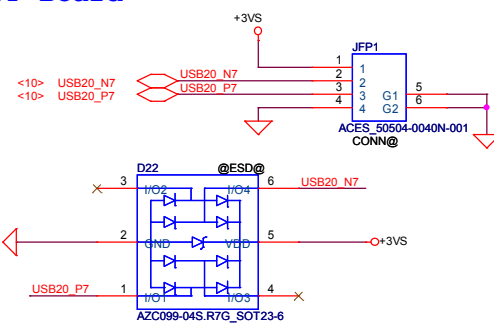 +3VS
JFP1
1 1
<10> USB20_N7 USB20_N7 2 2
<10> USB20_P7 USB20_P7 3 3 G1 5
4 4 G2 6
ACES_50504-0040N-001
CONN@
D22 @ESD@
3 I/O2 I/O4 6 USB20_N7
2 GND VDD 5 +3VS
USB20_P7 1 I/O1 I/O3 4
AZC099-04S.R7G_SOT23-6